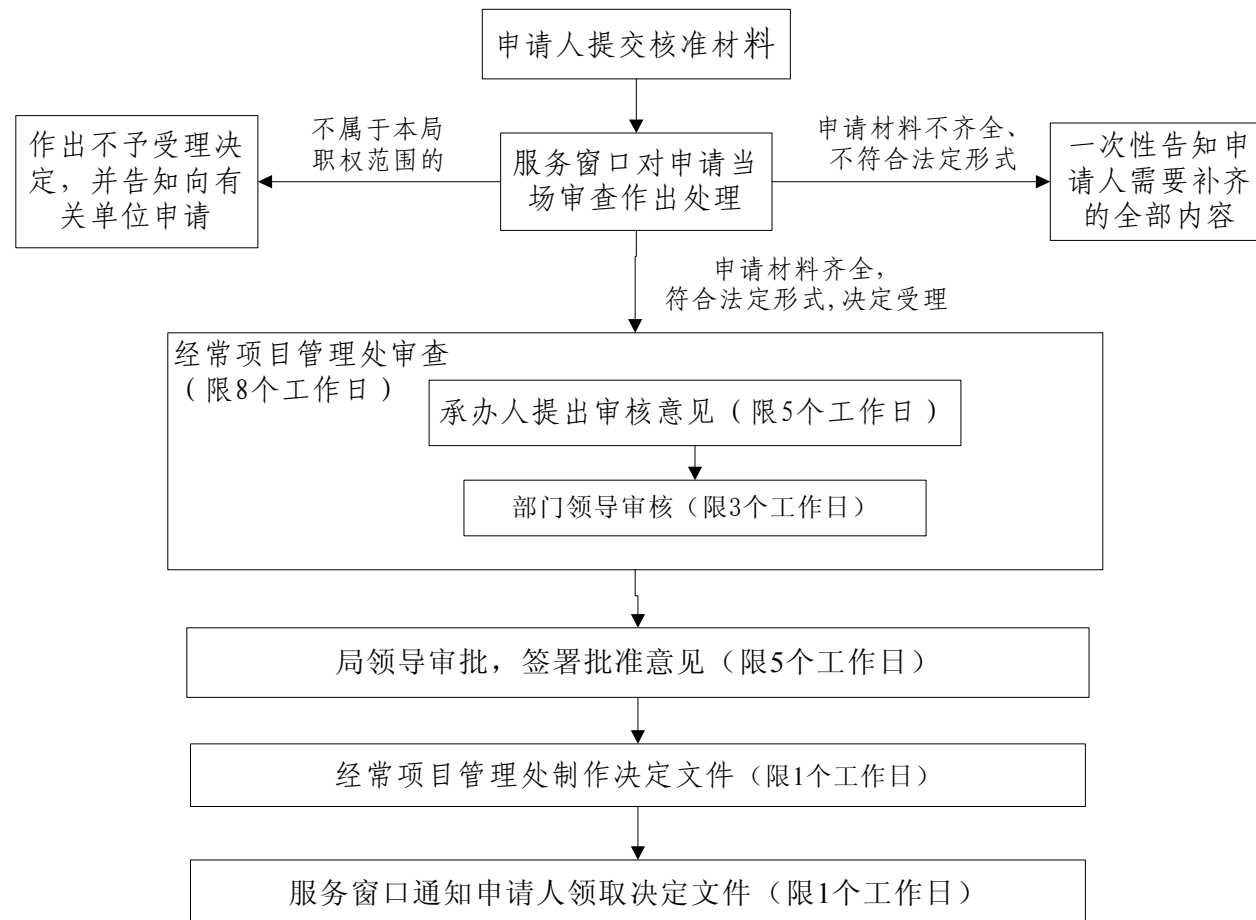 申请人提交核准材料
不属于本局
职权范围的
申请材料不齐全、
不符合法定形式
作出不予受理决
定，并告知向有
关单位申请
服务窗口对申请当
场审查作出处理
一次性告知申
请人需要补齐
的全部内容
申请材料齐全，
符合法定形式,决定受理
经常项目管理处审查
（限8个工作日）
承办人提出审核意见（限5个工作日）
部门领导审核（限3个工作日）
局领导审批，签署批准意见（限5个工作日）
经常项目管理处制作决定文件（限1个工作日）
服务窗口通知申请人领取决定文件（限1个工作日）